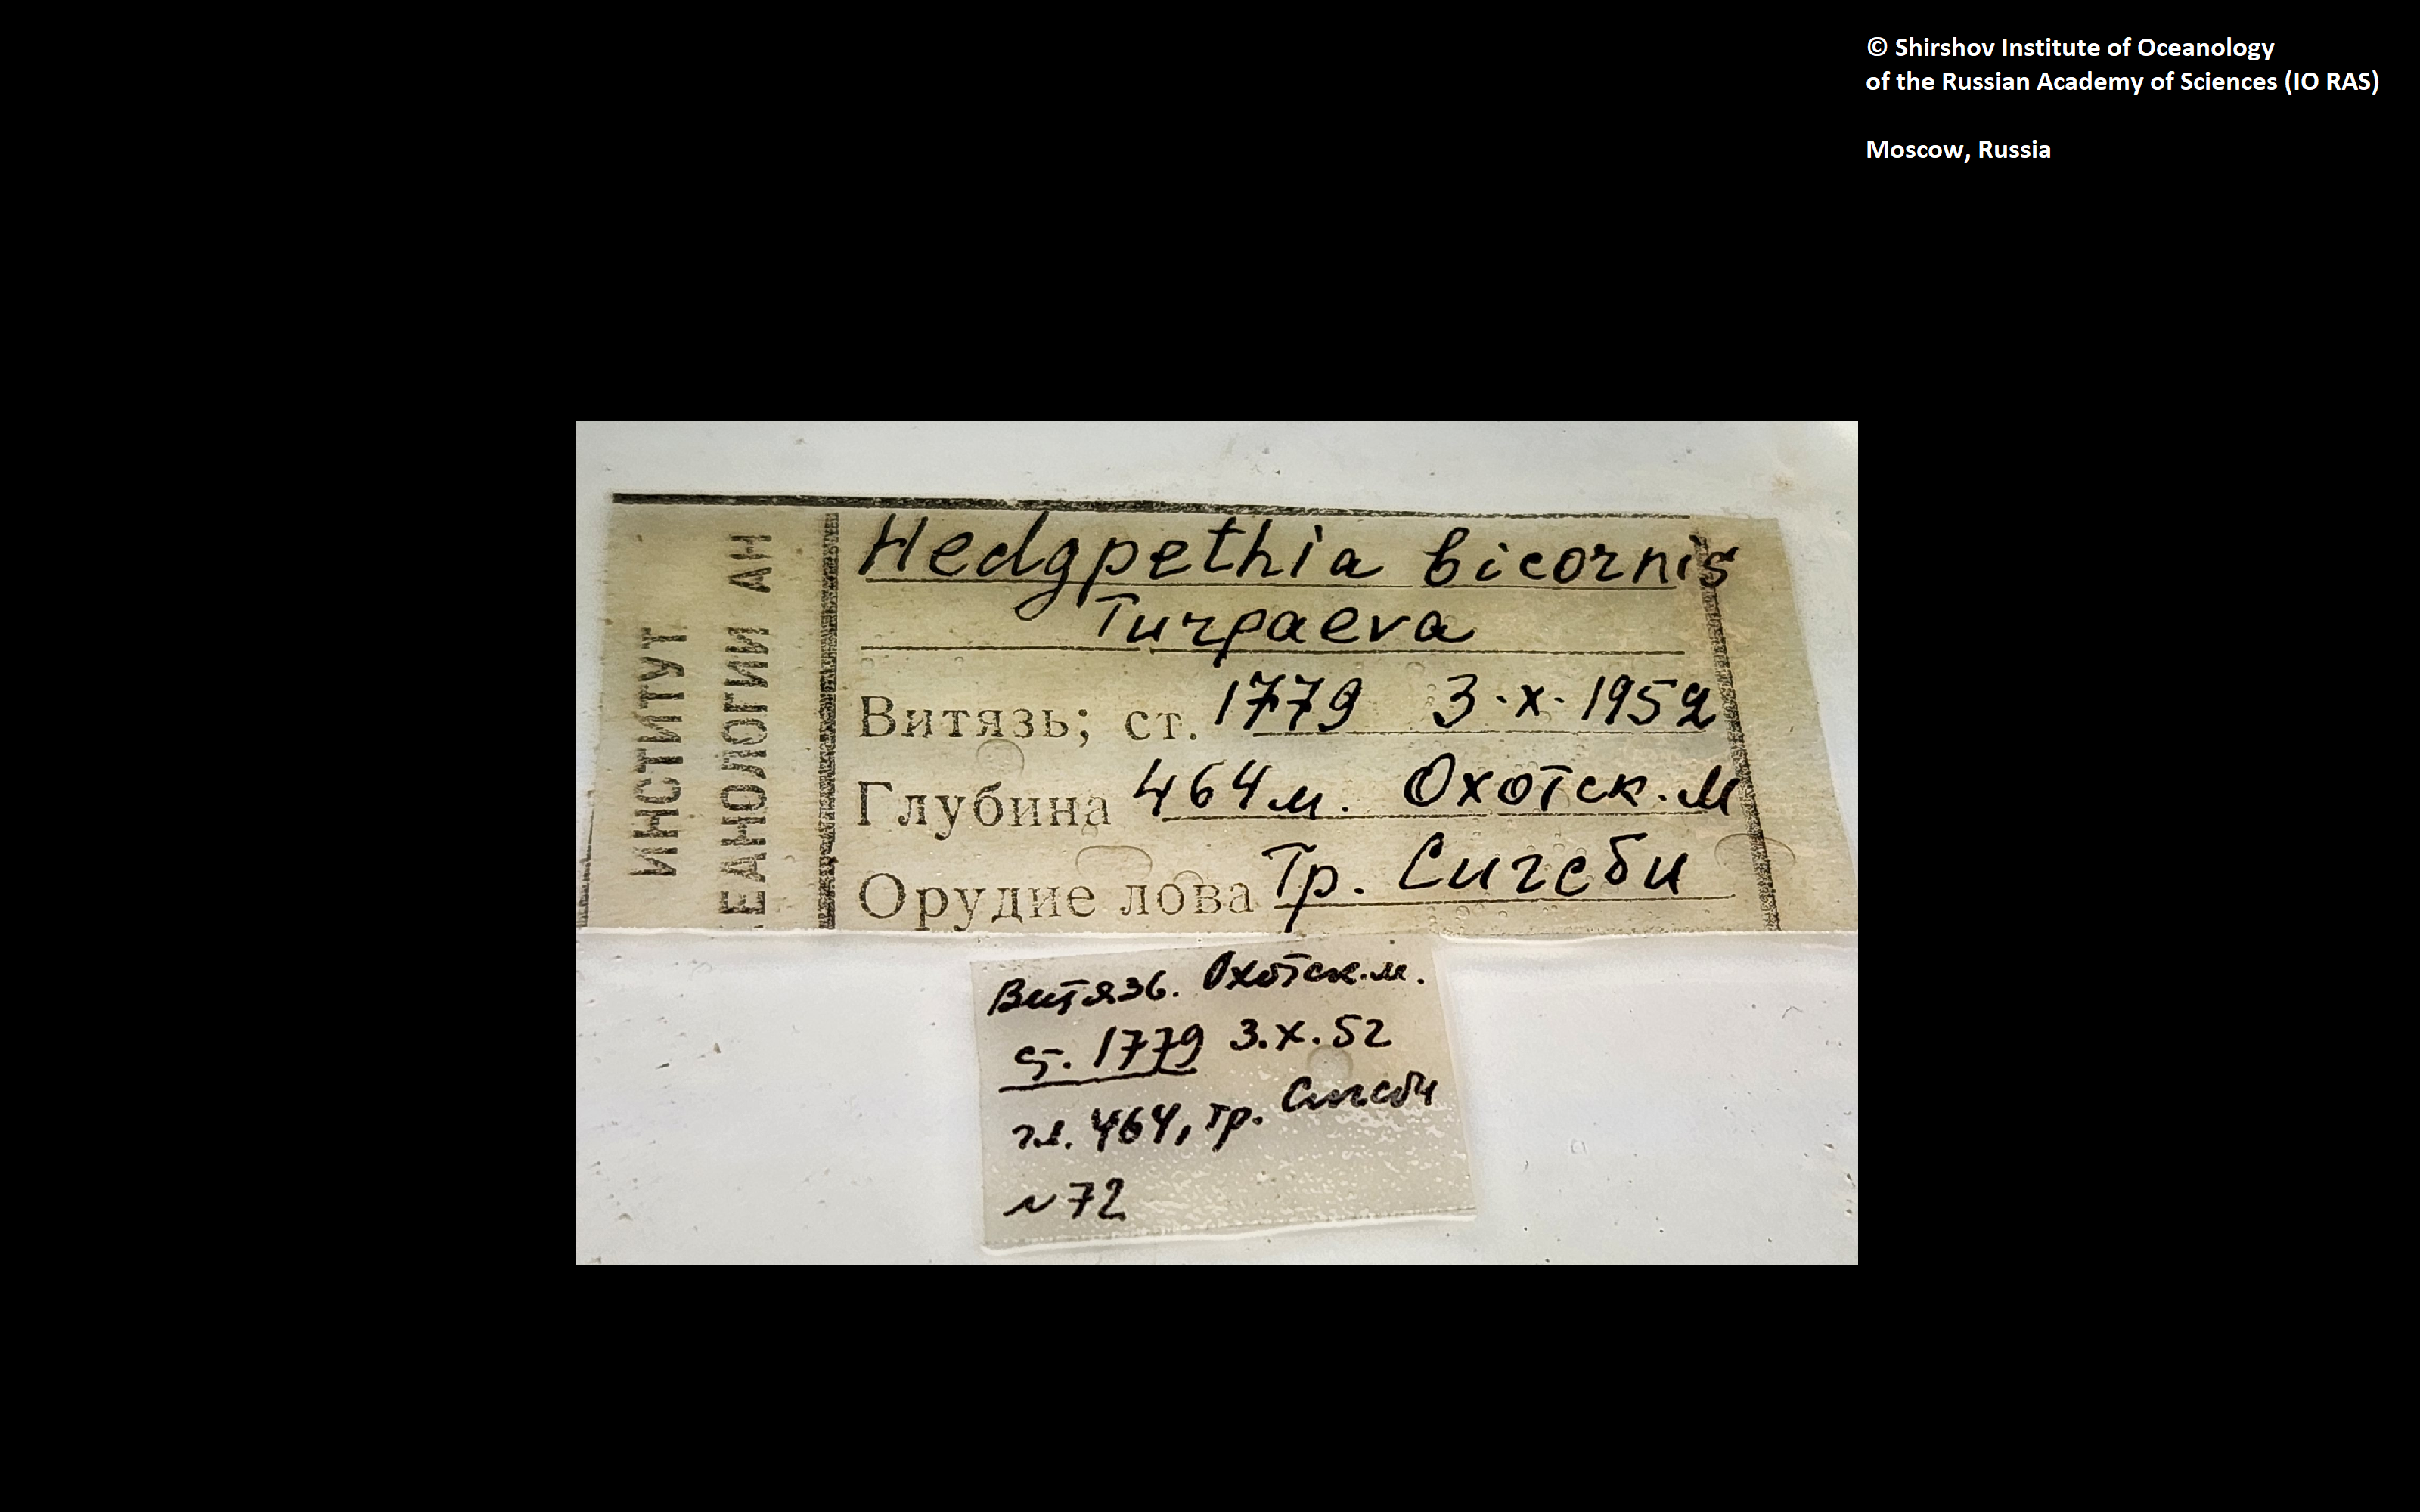 © Shirshov Institute of Oceanology
of the Russian Academy of Sciences (IO RAS)
Moscow, Russia
ИНСТИТУТ
ЕАНОЛОГИИ АН
Hedgpethia bicornis
Turpaeva
Витязь; ст. 1779 3·X·1952
Глубина 464 м. Охотск. м
Орудие лова Тр. Сигсби
Витязь. Охотск. м.
ст. 1779 3.X.52
гл. 464, тр. Сигсби
N 72